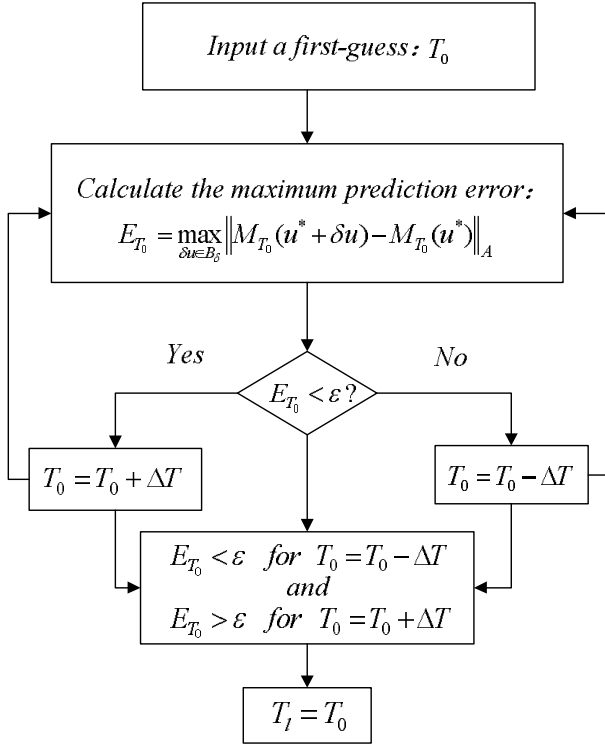 Input a first-guess: T₀
Calculate the maximum prediction error:
E_{T₀} = max_{δu∈B_δ} ‖M_{T₀}(u* + δu) − M_{T₀}(u*)‖_A
Yes
No
E_{T₀} < ε?
T₀ = T₀ + ΔT
T₀ = T₀ − ΔT
E_{T₀} < ε for T₀ = T₀ − ΔT
and
E_{T₀} > ε for T₀ = T₀ + ΔT
T_l = T₀